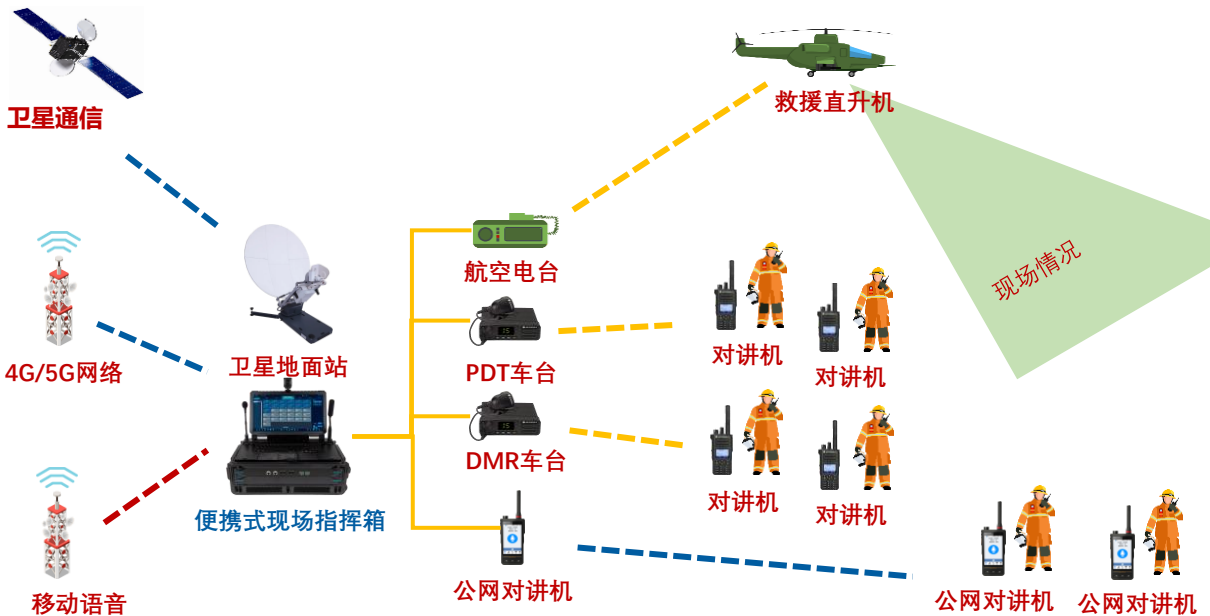 卫星通信
救援直升机
现场情况
航空电台
4G/5G网络
卫星地面站
PDT车台
对讲机
对讲机
DMR车台
对讲机
对讲机
便携式现场指挥箱
移动语音
公网对讲机
公网对讲机
公网对讲机